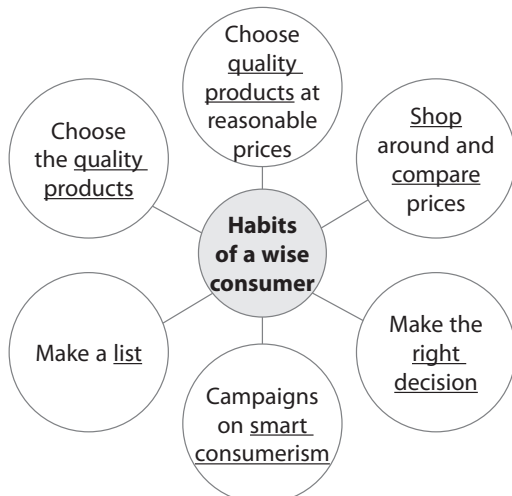 Choose
quality
products at
reasonable
prices
Choose
the quality
products
Shop
around and
compare
prices
Habits
of a wise
consumer
Make a list
Make the
right
decision
Campaigns
on smart
consumerism